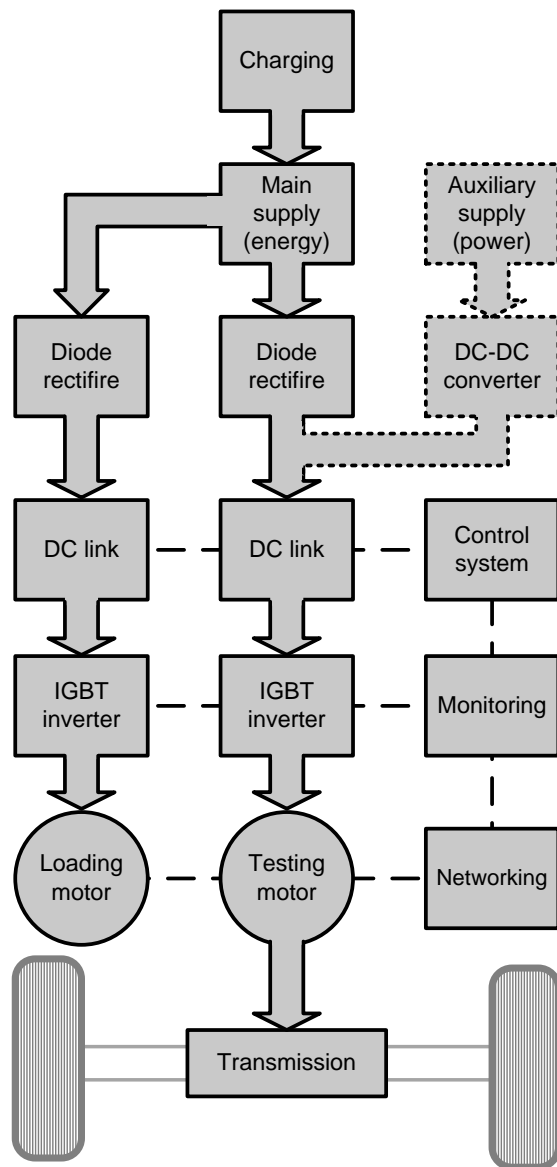 Charging
Main
supply
(energy)
Auxiliary
supply
(power)
Diode
rectifire
Diode
rectifire
DC-DC
converter
DC link
DC link
Control
system
IGBT
inverter
IGBT
inverter
Monitoring
Loading
motor
Testing
motor
Networking
Transmission